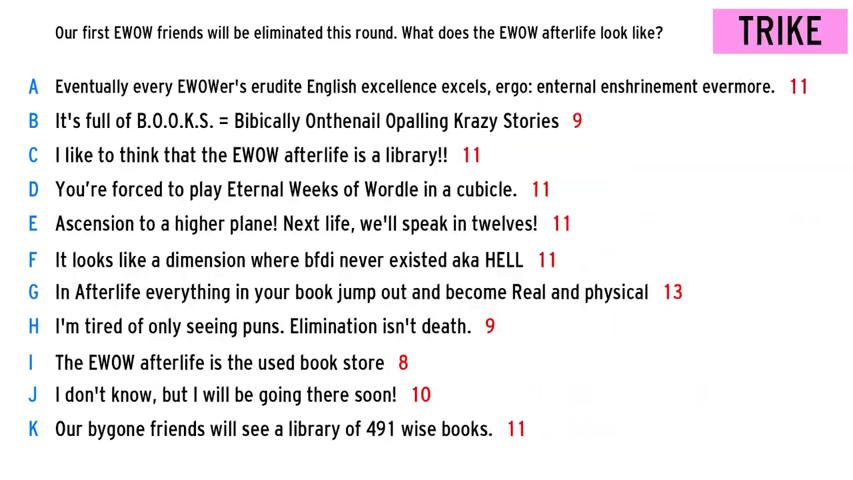 Our first EWOW friends will be eliminated this round. What does the EWOW afterlife look like?
TRIKE
A Eventually every EWOWer's erudite English excellence excels, ergo: enternal enshrinement evermore. 11
B It's full of B.O.O.K.S. = Bibically Onthenail Opalling Krazy Stories 9
C I like to think that the EWOW afterlife is a library!! 11
D You’re forced to play Eternal Weeks of Wordle in a cubicle. 11
E Ascension to a higher plane! Next life, we'll speak in twelves! 11
F It looks like a dimension where bfdi never existed aka HELL 11
G In Afterlife everything in your book jump out and become Real and physical 13
H I'm tired of only seeing puns. Elimination isn't death. 9
I The EWOW afterlife is the used book store 8
J I don't know, but I will be going there soon! 10
K Our bygone friends will see a library of 491 wise books. 11